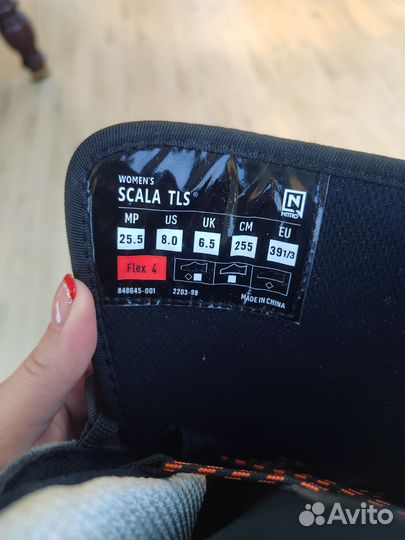 WOMEN'S
SCALA TLS®
NITRO
MP US UK CM EU
25.5 8.0 6.5 255 39 1/3
Flex 4
848645-001 2203-98 MADE IN CHINA
Avito